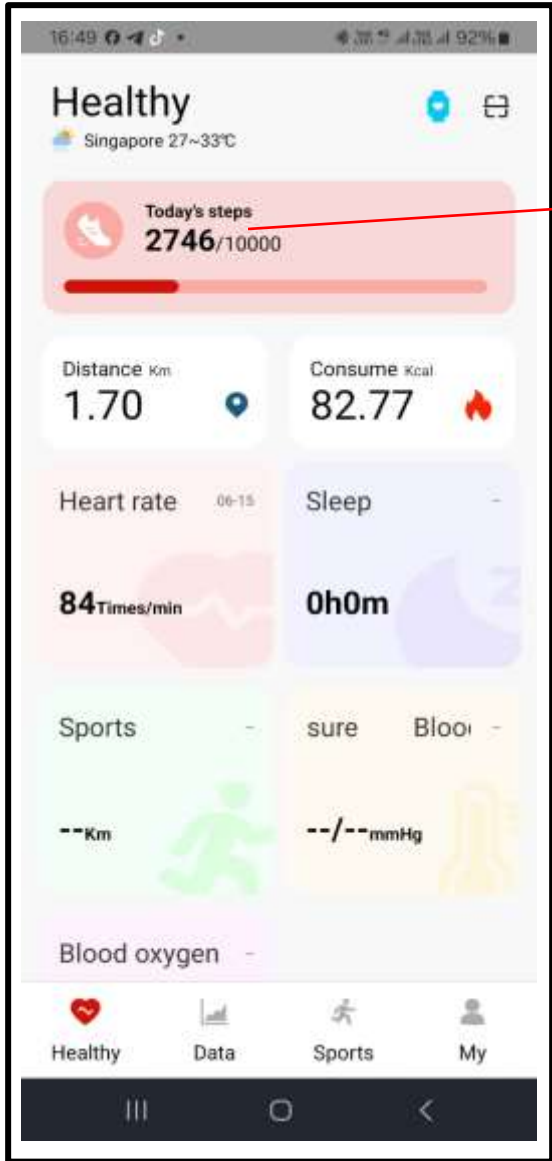 16:49 92%
Healthy
Singapore 27~33℃
Today's steps
2746/10000
Distance Km
1.70
Consume Kcal
82.77
Heart rate 06-15
84Times/min
Sleep -
0h0m
Sports -
--Km
sure Bloo -
--/--mmHg
Blood oxygen -
Healthy Data Sports My